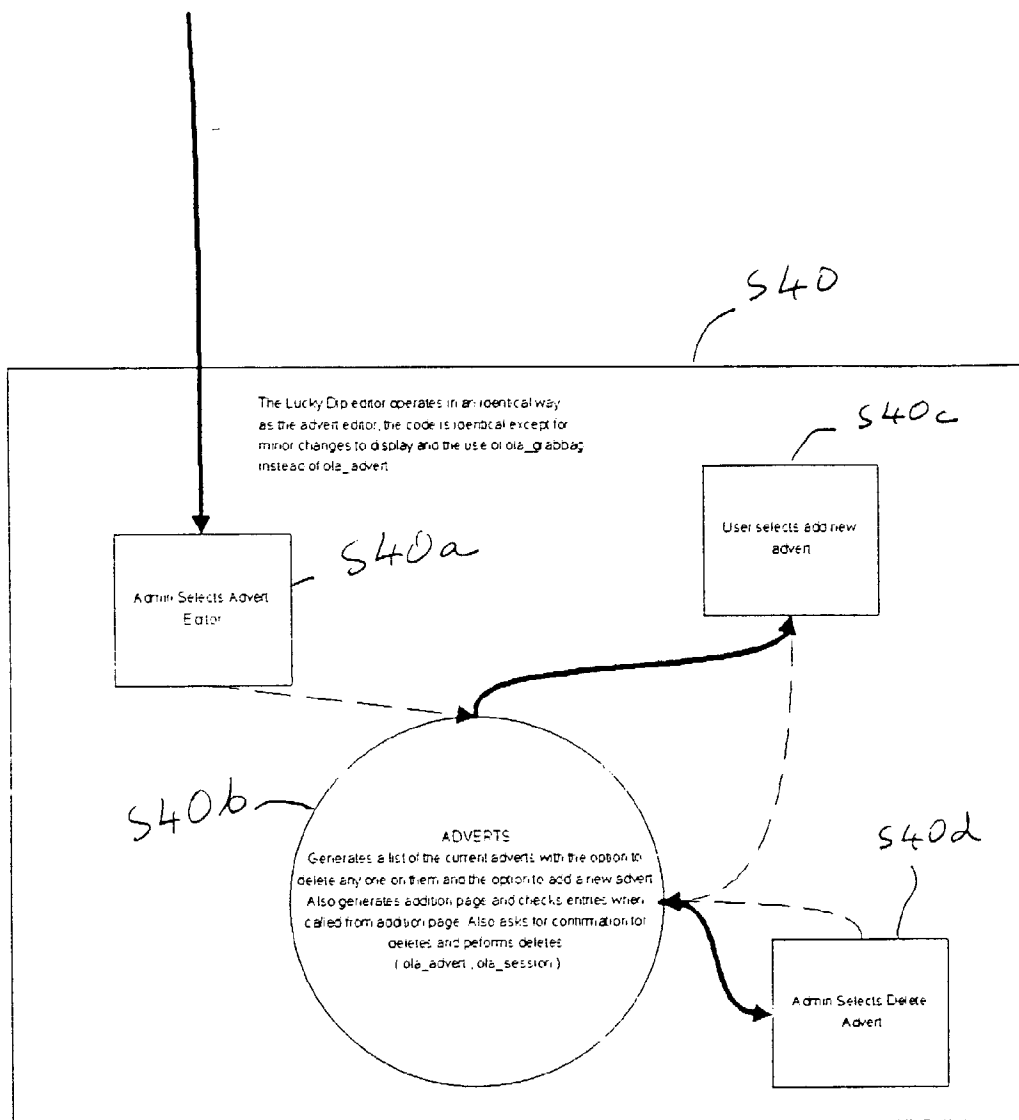 S40
The Lucky Dip editor operates in an identical way
as the advert editor, the code is identical except for
minor changes to display and the use of ola_grabbag
instead of ola_advert
S40c
User selects add new
advert
S40a
Admin Selects Advert
Editor
S40b
ADVERTS
Generates a list of the current adverts with the option to
delete any one on them and the option to add a new advert
Also generates addition page and checks entries when
called from addition page. Also asks for confirmation for
deletes and peforms deletes
( ola_advert , ola_session )
S40d
Admin Selects Delete
Advert